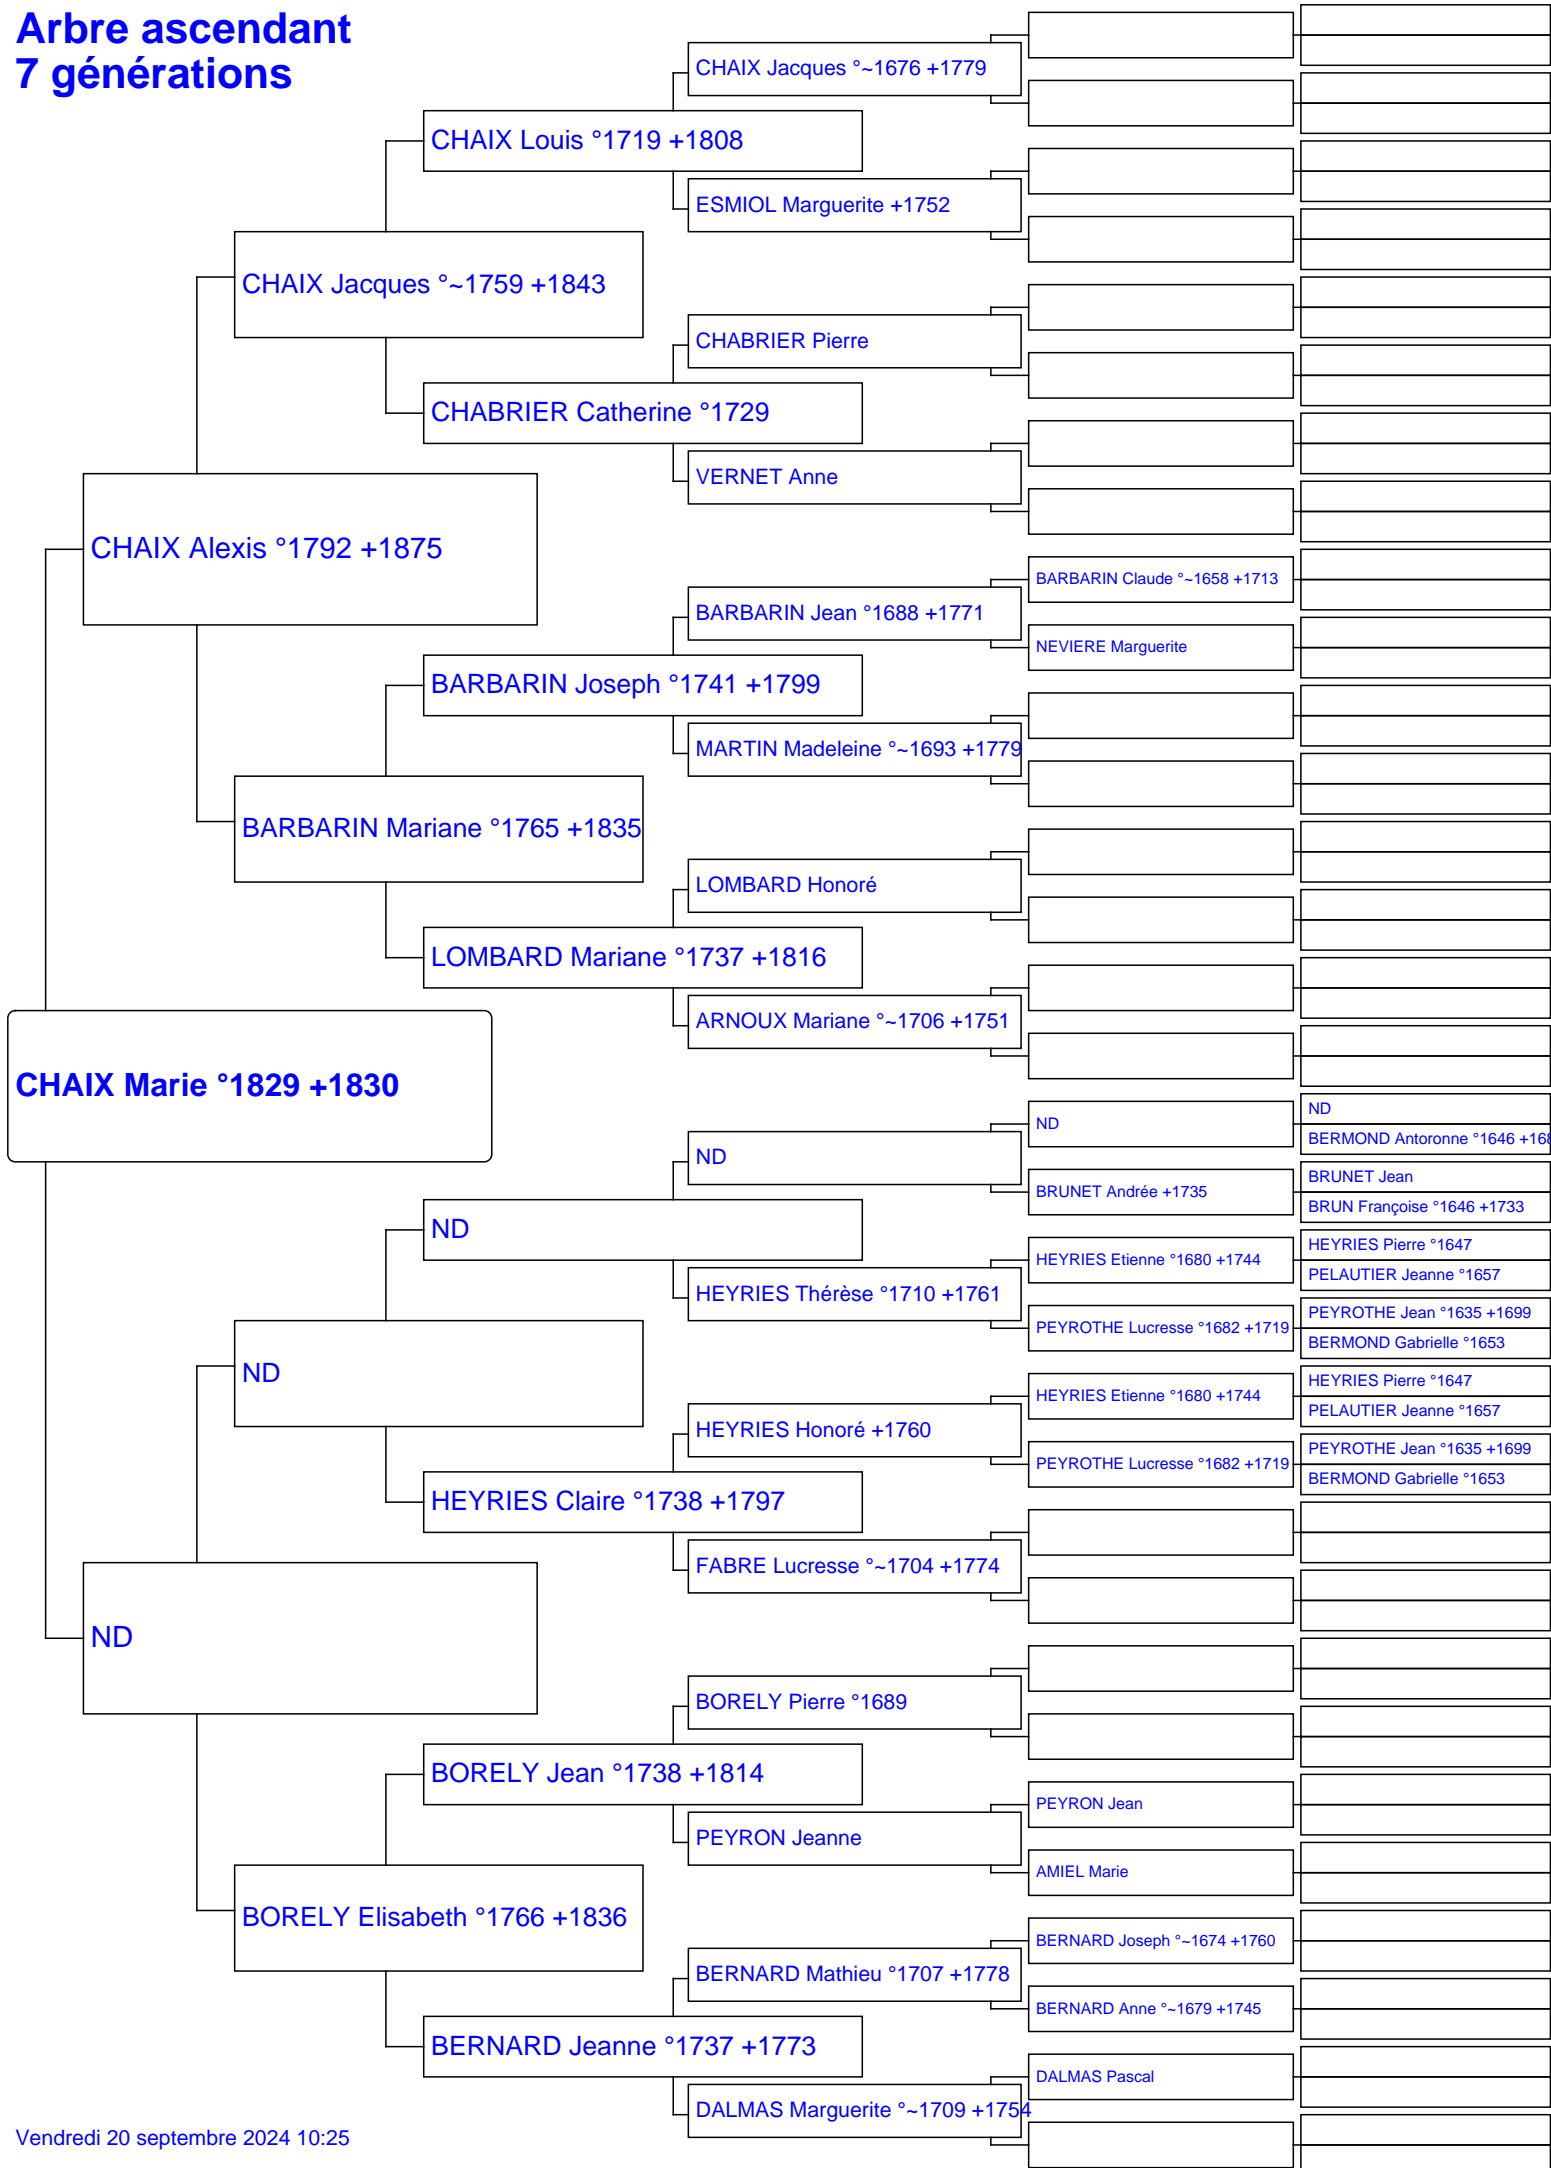 Arbre ascendant
7 générations
CHAIX Jacques °~1676 +1779
CHAIX Louis °1719 +1808
ESMIOL Marguerite +1752
CHAIX Jacques °~1759 +1843
CHABRIER Pierre
CHABRIER Catherine °1729
VERNET Anne
CHAIX Alexis °1792 +1875
BARBARIN Claude °~1658 +1713
BARBARIN Jean °1688 +1771
NEVIERE Marguerite
BARBARIN Joseph °1741 +1799
MARTIN Madeleine °~1693 +1779
BARBARIN Mariane °1765 +1835
LOMBARD Honoré
LOMBARD Mariane °1737 +1816
ARNOUX Mariane °~1706 +1751
CHAIX Marie °1829 +1830
ND
ND
BERMOND Antoronne °1646 +168
ND
BRUNET Jean
BRUNET Andrée +1735
BRUN Françoise °1646 +1733
ND
HEYRIES Pierre °1647
HEYRIES Etienne °1680 +1744
PELAUTIER Jeanne °1657
HEYRIES Thérèse °1710 +1761
PEYROTHE Jean °1635 +1699
PEYROTHE Lucresse °1682 +1719
BERMOND Gabrielle °1653
ND
HEYRIES Pierre °1647
HEYRIES Etienne °1680 +1744
PELAUTIER Jeanne °1657
HEYRIES Honoré +1760
PEYROTHE Jean °1635 +1699
PEYROTHE Lucresse °1682 +1719
BERMOND Gabrielle °1653
HEYRIES Claire °1738 +1797
FABRE Lucresse °~1704 +1774
ND
BORELY Pierre °1689
BORELY Jean °1738 +1814
PEYRON Jean
PEYRON Jeanne
AMIEL Marie
BORELY Elisabeth °1766 +1836
BERNARD Joseph °~1674 +1760
BERNARD Mathieu °1707 +1778
BERNARD Anne °~1679 +1745
BERNARD Jeanne °1737 +1773
DALMAS Pascal
DALMAS Marguerite °~1709 +1754
Vendredi 20 septembre 2024 10:25